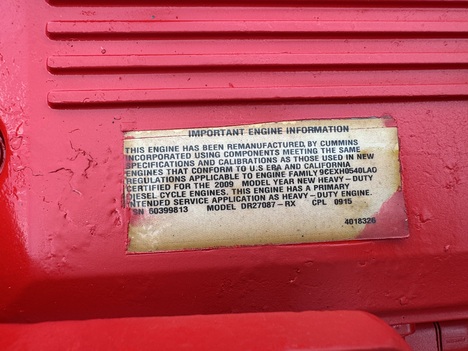 IMPORTANT ENGINE INFORMATION
THIS ENGINE HAS BEEN REMANUFACTURED, BY CUMMINS
INCORPORATED USING COMPONENTS MEETING THE SAME
SPECIFICATIONS AND CALIBRATIONS AS THOSE USED IN NEW
ENGINES THAT CONFORM TO U.S EPA AND CALIFORNIA
REGULATIONS APPLICABLE TO ENGINE FAMILY 9CEXH0540LAO
CERTIFIED FOR THE 2009 MODEL YEAR NEW HEAVY-DUTY
DIESEL CYCLE ENGINES. THIS ENGINE HAS A PRIMARY
INTENDED SERVICE APPLICATION AS HEAVY-DUTY ENGINE.
SN 50399813 MODEL DR27087-RX CPL 0915
4018326